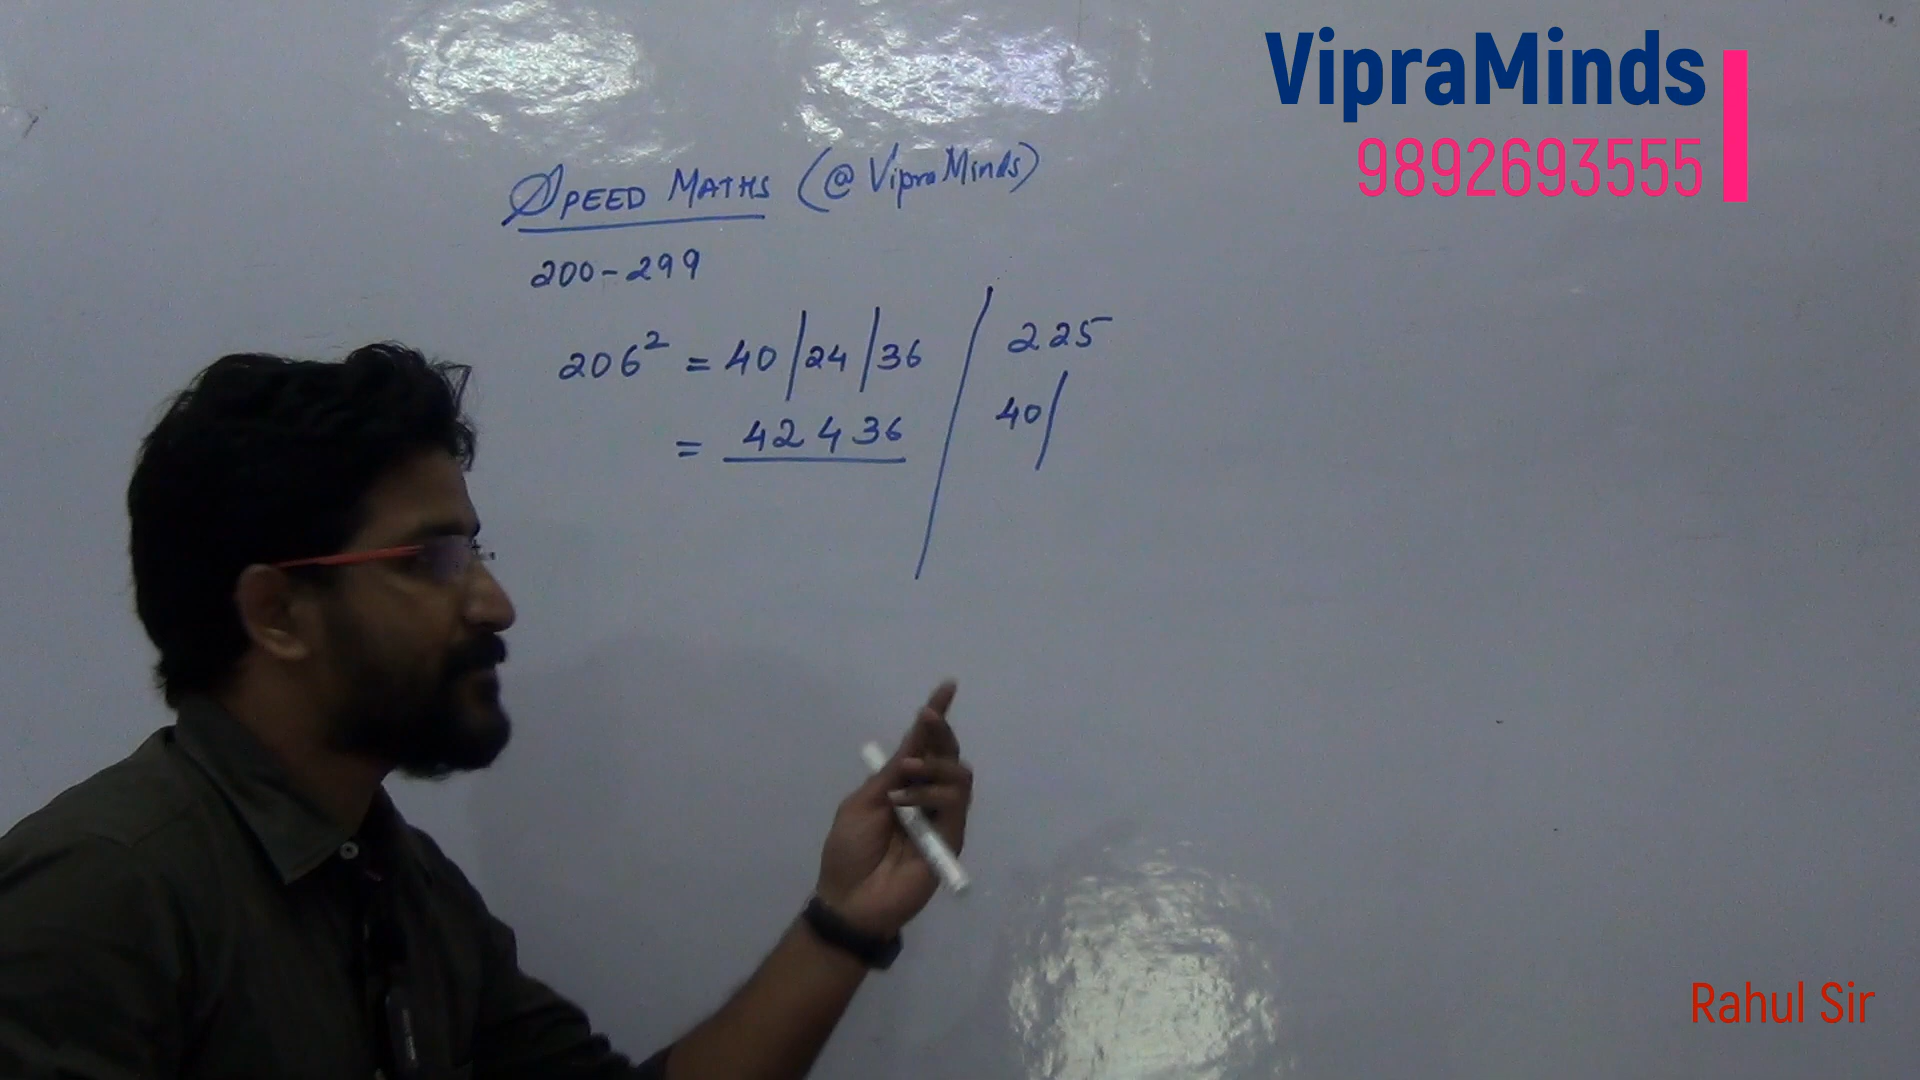 VipraMinds
9892693555
SPEED MATHS (@VipraMinds)
200-299
206² = 40/24/36
= 42436
225
40/
Rahul Sir